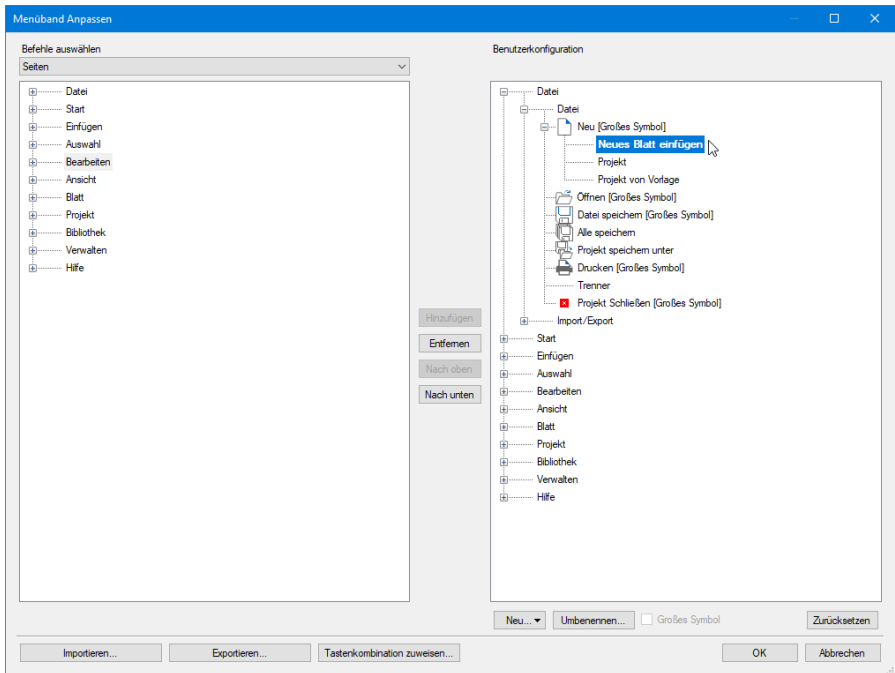 Menüband Anpassen
Befehle auswählen
Seiten
Datei
Start
Einfügen
Auswahl
Bearbeiten
Ansicht
Blatt
Projekt
Bibliothek
Verwalten
Hilfe
Hinzufügen
Entfernen
Nach oben
Nach unten
Benutzerkonfiguration
Datei
Datei
Neu [Großes Symbol]
Neues Blatt einfügen
Projekt
Projekt von Vorlage
Öffnen [Großes Symbol]
Datei speichern [Großes Symbol]
Alle speichern
Projekt speichern unter
Drucken [Großes Symbol]
Trenner
Projekt Schließen [Großes Symbol]
Import/Export
Start
Einfügen
Auswahl
Bearbeiten
Ansicht
Blatt
Projekt
Bibliothek
Verwalten
Hilfe
Neu... Umbenennen... Großes Symbol Zurücksetzen
Importieren... Exportieren... Tastenkombination zuweisen... OK Abbrechen